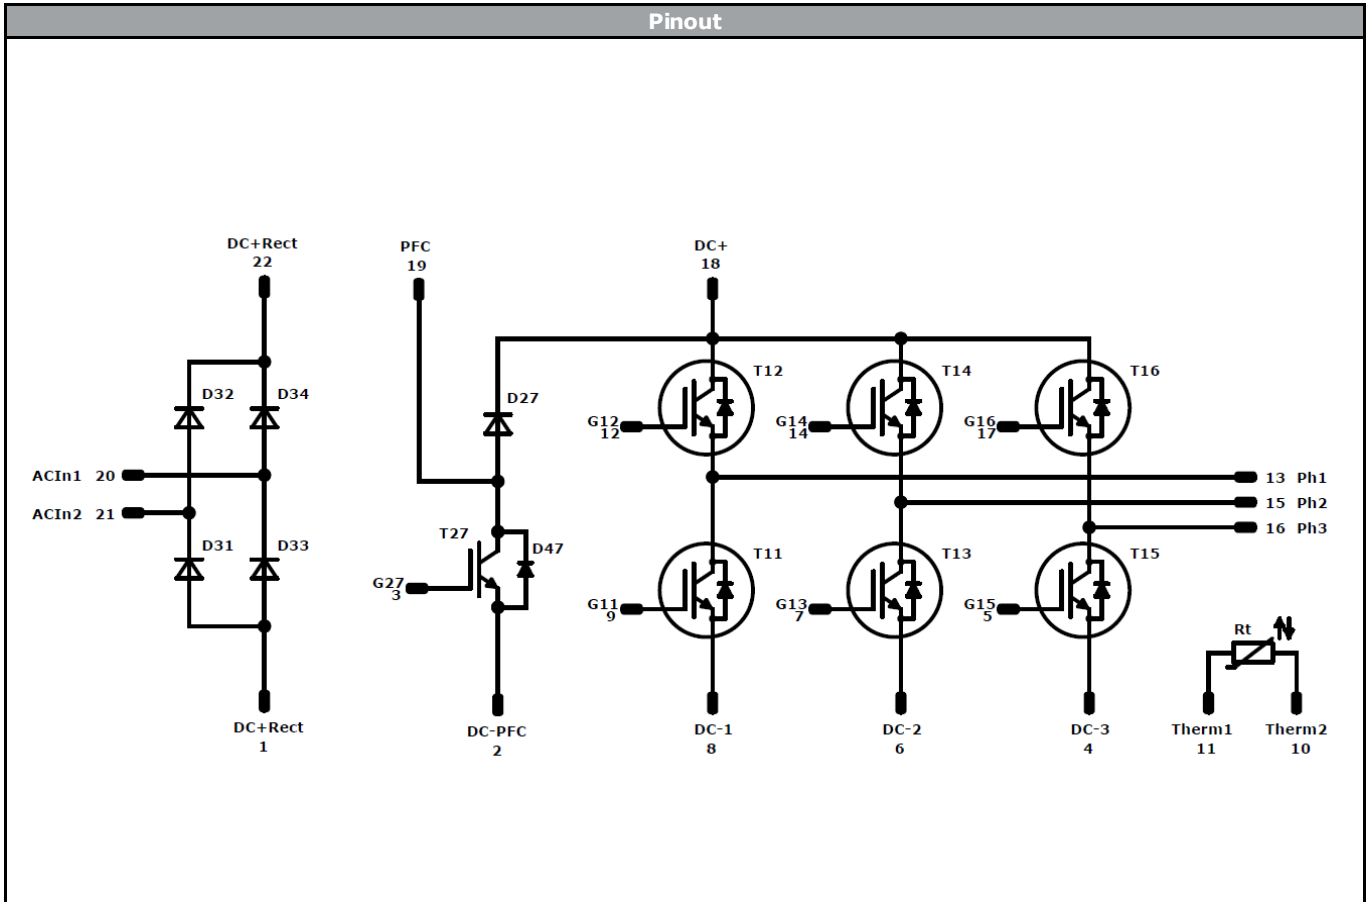 Pinout
DC+Rect
22
PFC
19
DC+
18
D32
D34
D27
T12
T14
T16
G12
12
G14
14
G16
17
ACIn1 20
ACIn2 21
13 Ph1
15 Ph2
16 Ph3
D31
D33
T27
D47
G27
3
T11
T13
T15
G11
9
G13
7
G15
5
Rt
DC+Rect
1
DC-PFC
2
DC-1
8
DC-2
6
DC-3
4
Therm1
11
Therm2
10